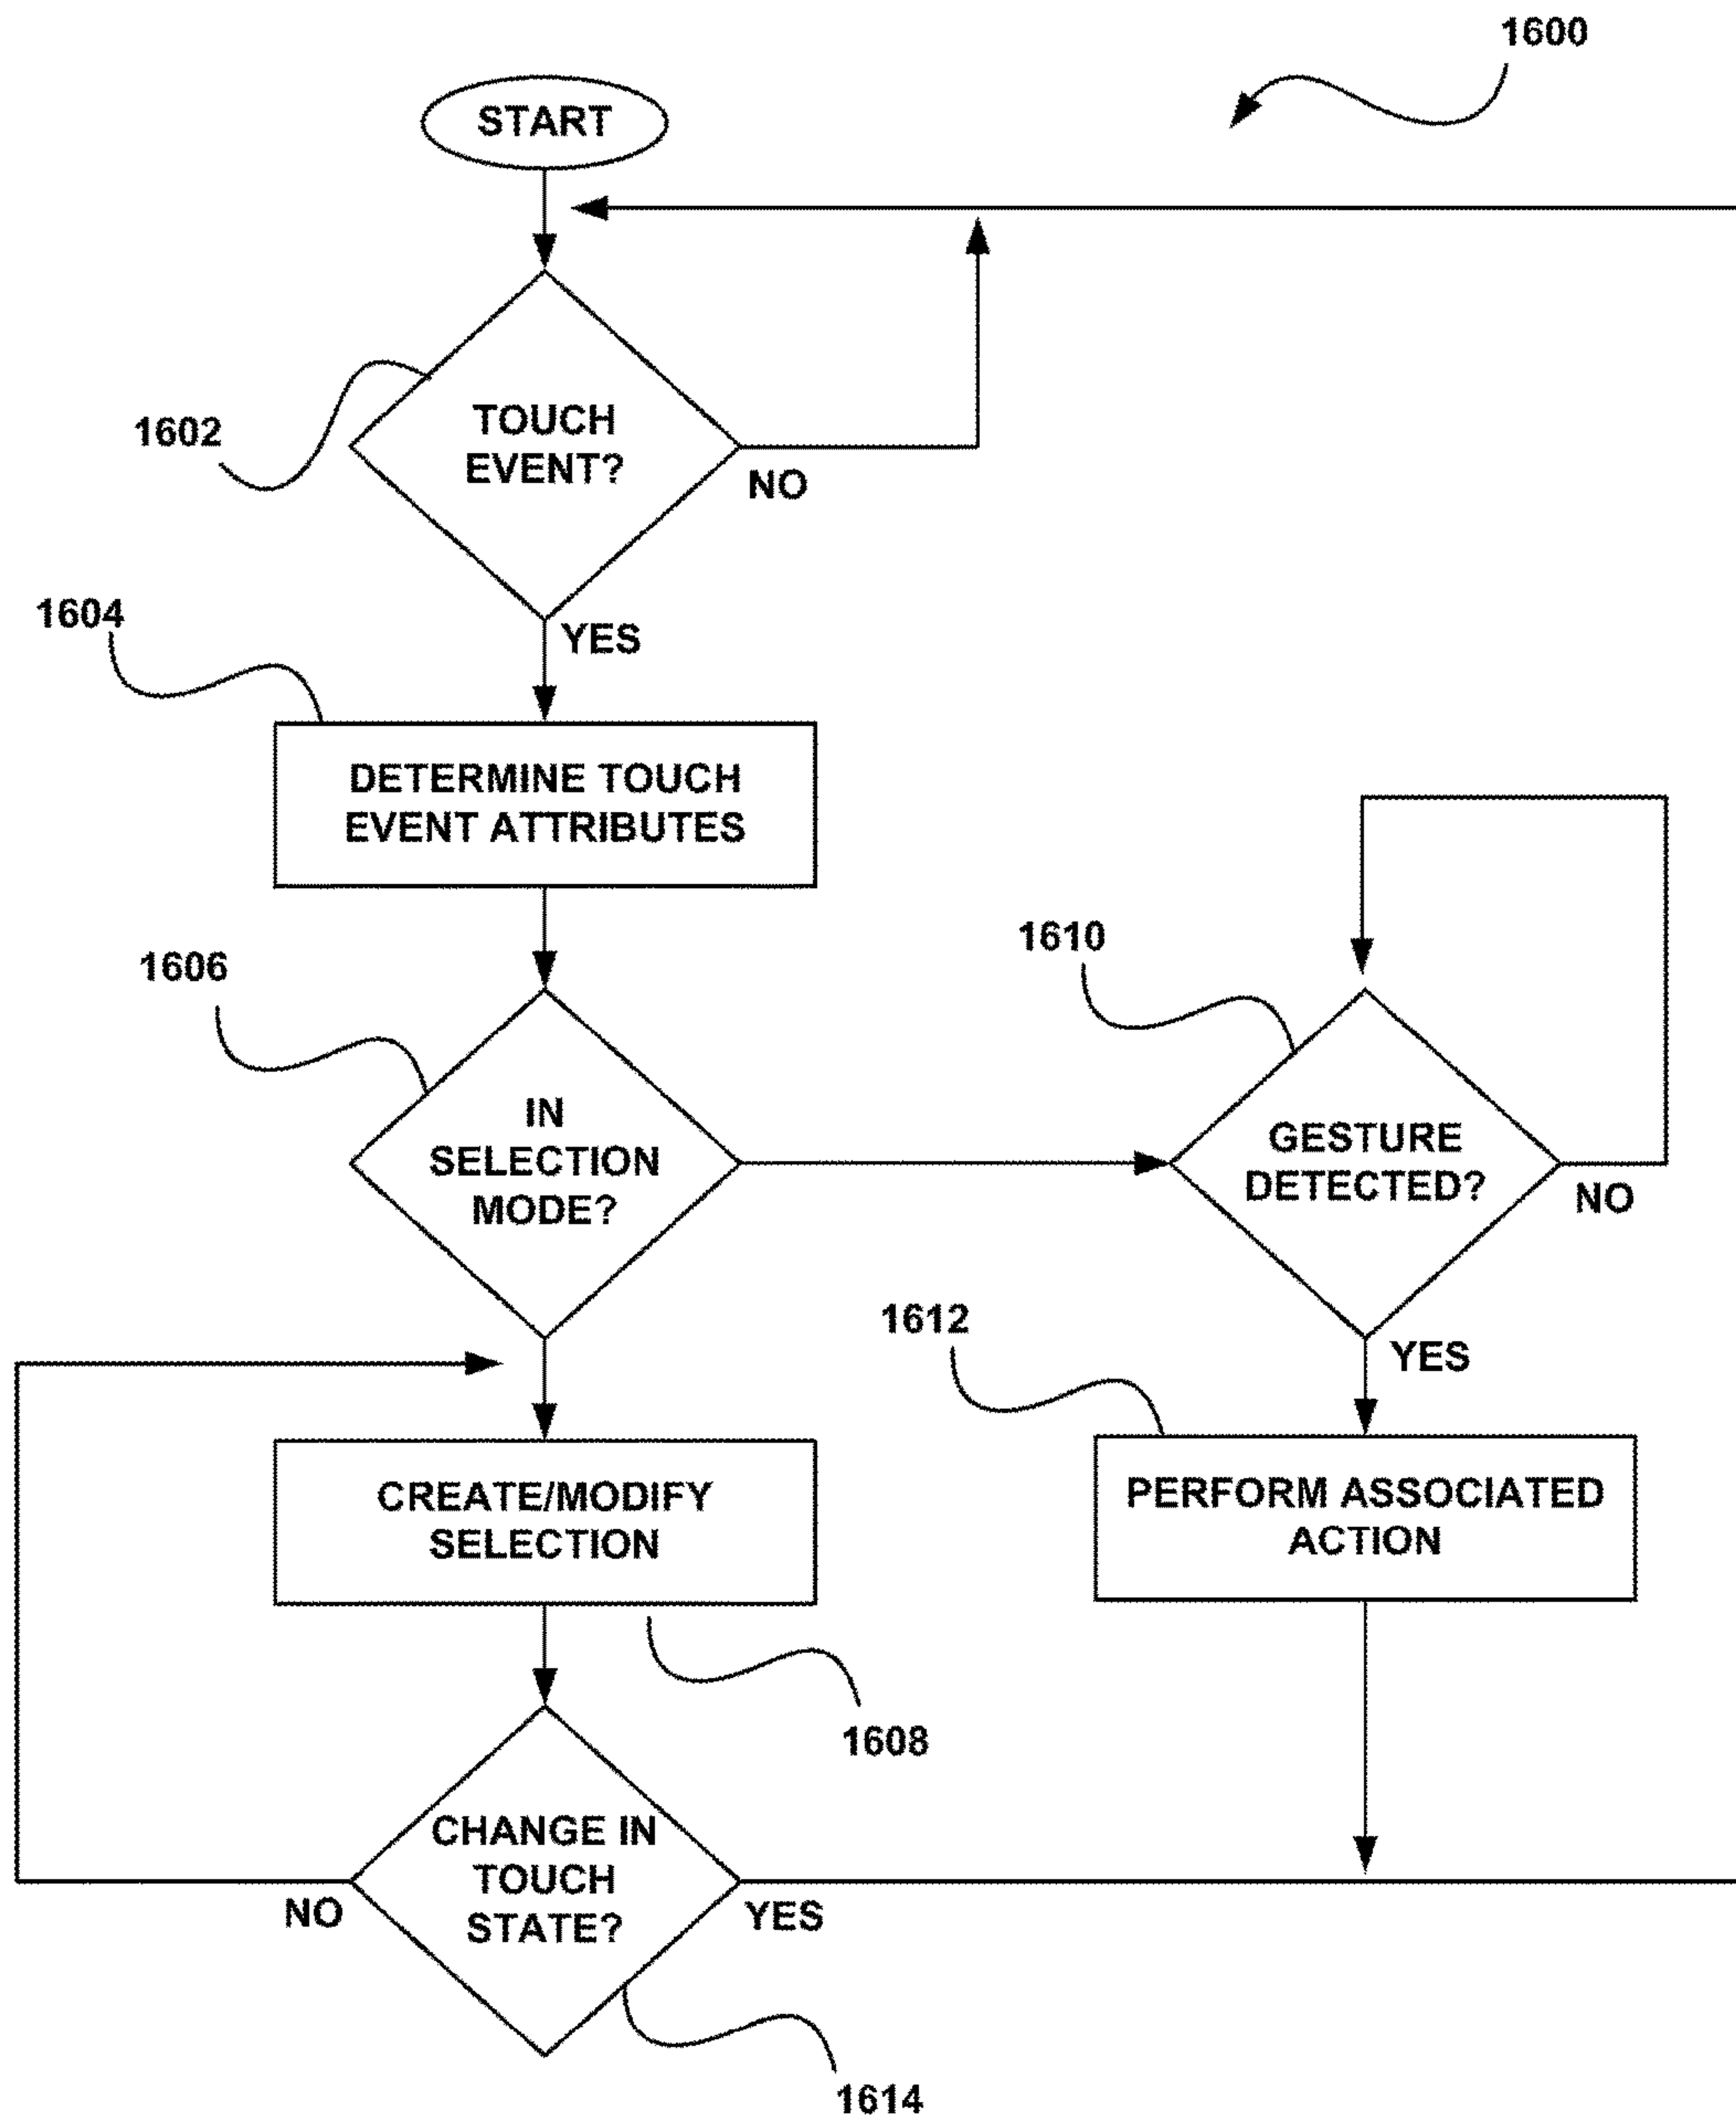 1600
START
TOUCH
EVENT?
1602
NO
YES
1604
DETERMINE TOUCH
EVENT ATTRIBUTES
1606
IN
SELECTION
MODE?
1610
GESTURE
DETECTED?
NO
YES
1612
PERFORM ASSOCIATED
ACTION
CREATE/MODIFY
SELECTION
1608
CHANGE IN
TOUCH
STATE?
NO
YES
1614